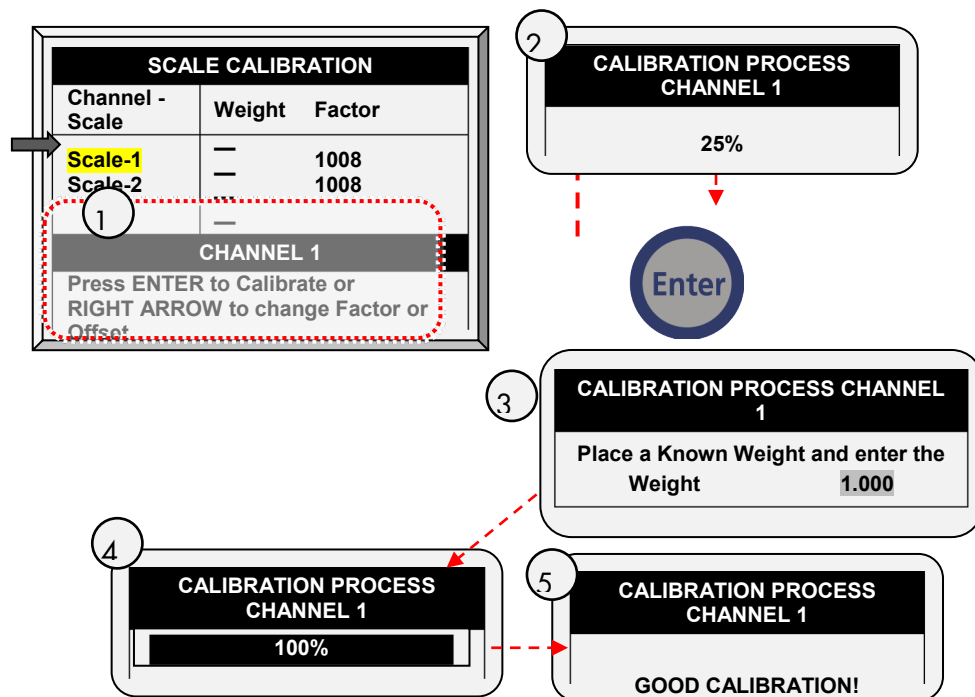 SCALE CALIBRATION
Channel - Scale Weight Factor
Scale-1 — 1008
Scale-2 — 1008
...
—
1
CHANNEL 1
Press ENTER to Calibrate or
RIGHT ARROW to change Factor or
Offset
2
CALIBRATION PROCESS
CHANNEL 1
25%
Enter
3
CALIBRATION PROCESS CHANNEL
1
Place a Known Weight and enter the
Weight 1.000
4
CALIBRATION PROCESS
CHANNEL 1
100%
5
CALIBRATION PROCESS
CHANNEL 1
GOOD CALIBRATION!